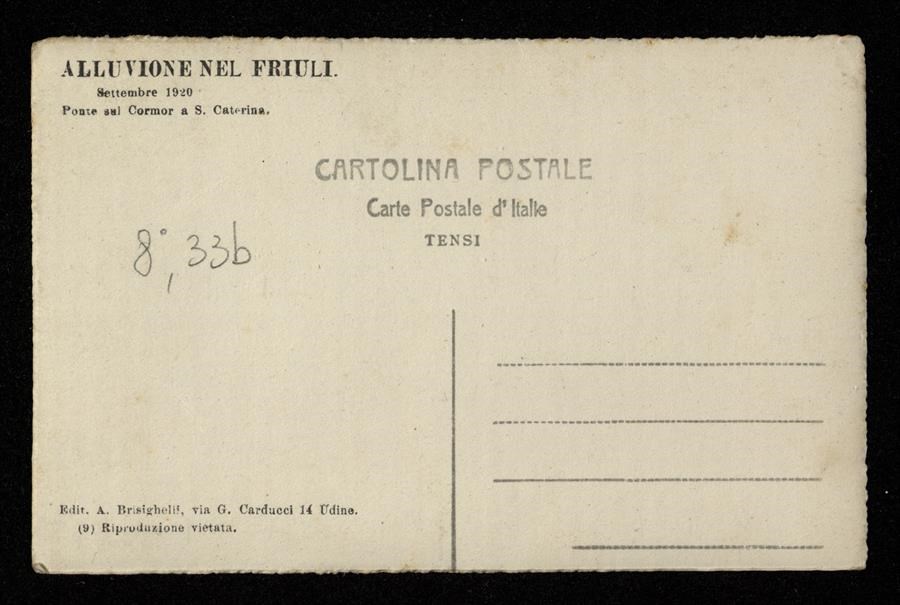 ALLUVIONE NEL FRIULI.
Settembre 1920
Ponte sul Cormor a S. Caterina.
CARTOLINA POSTALE
Carte Postale d'Italie
TENSI
8°, 33b
Edit. A. Brisighelli, via G. Carducci 14 Udine.
(9) Riproduzione vietata.